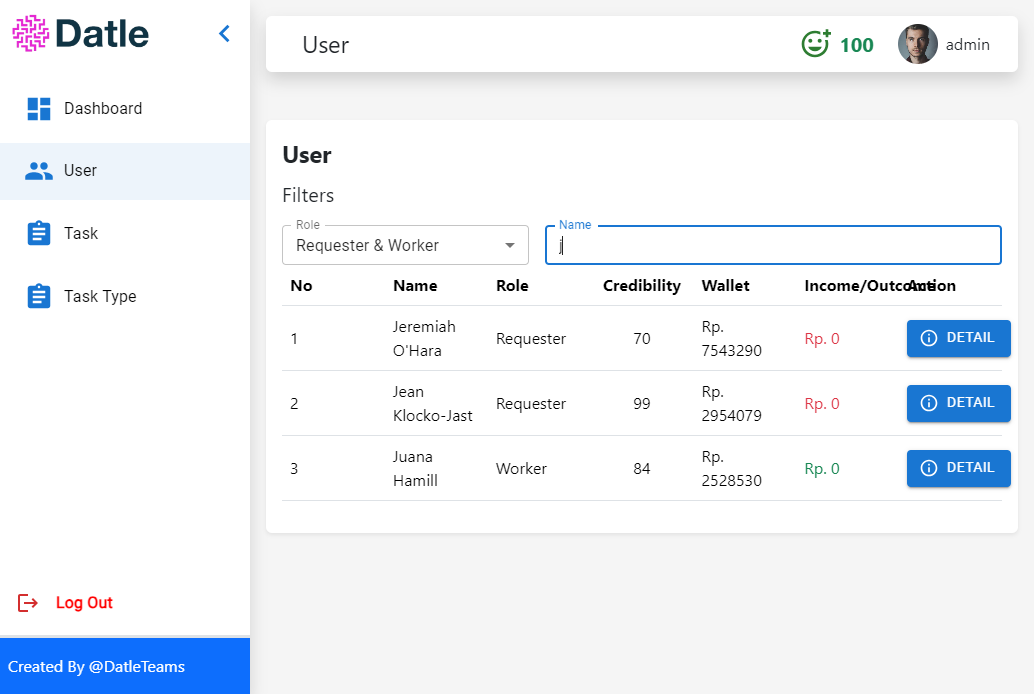 Datle
User
100
admin
Dashboard
User
Task
Task Type
Log Out
Created By @DatleTeams
User
Filters
Role
Requester & Worker
Name
j
No Name Role Credibility Wallet Income/Outcome Action
1 Jeremiah O'Hara Requester 70 Rp. 7543290 Rp. 0 DETAIL
2 Jean Klocko-Jast Requester 99 Rp. 2954079 Rp. 0 DETAIL
3 Juana Hamill Worker 84 Rp. 2528530 Rp. 0 DETAIL